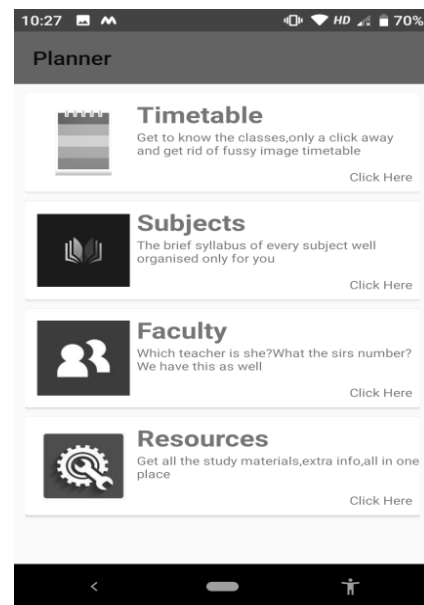 10:27 HD 70%
Planner
Timetable
Get to know the classes,only a click away
and get rid of fussy image timetable
Click Here
Subjects
The brief syllabus of every subject well
organised only for you
Click Here
Faculty
Which teacher is she?What the sirs number?
We have this as well
Click Here
Resources
Get all the study materials,extra info,all in one
place
Click Here